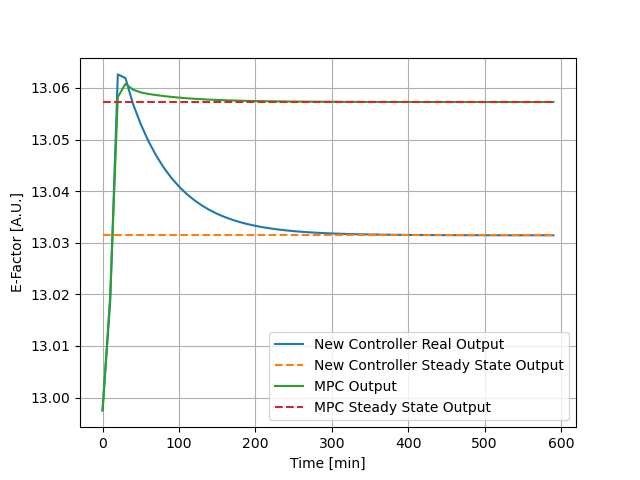 13.06
13.05
13.04
13.03
13.02
13.01
13.00
E-Factor [A.U.]
New Controller Real Output
New Controller Steady State Output
MPC Output
MPC Steady State Output
0 100 200 300 400 500 600
Time [min]